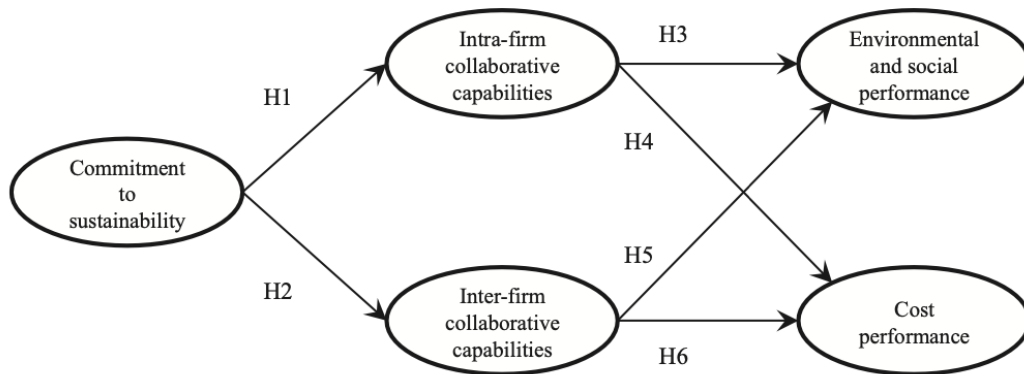 Commitment
to
sustainability
H1
H2
Intra-firm
collaborative
capabilities
Inter-firm
collaborative
capabilities
H3
H4
H5
H6
Environmental
and social
performance
Cost
performance